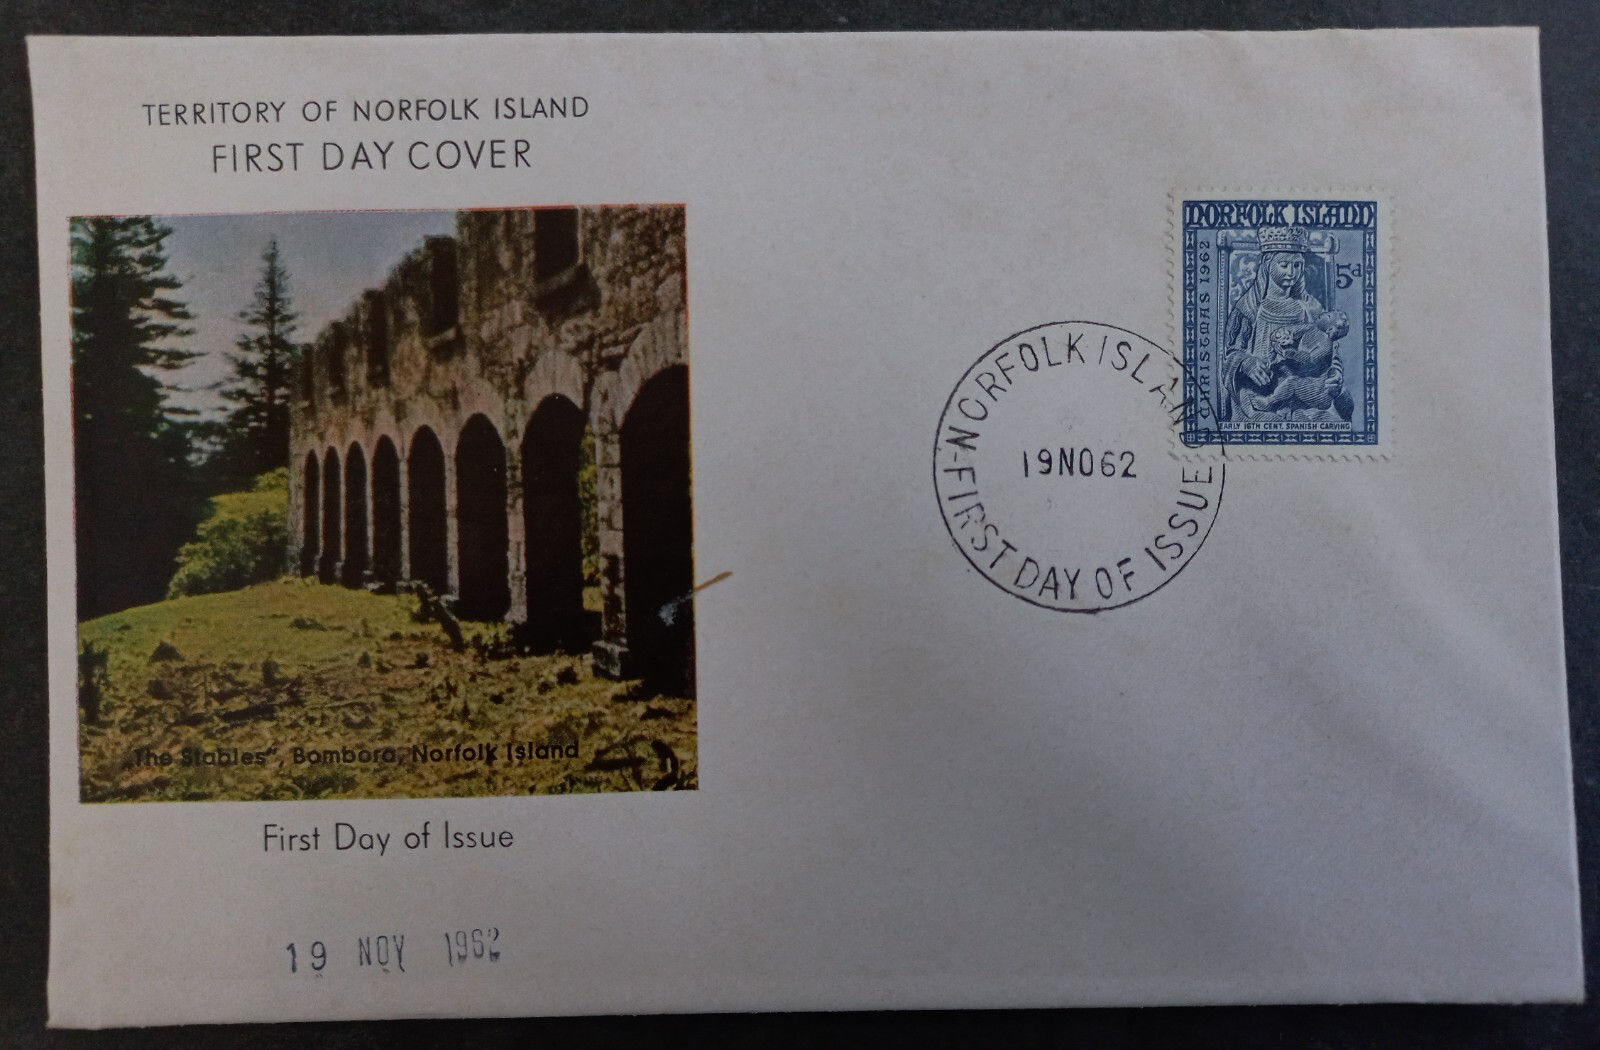 TERRITORY OF NORFOLK ISLAND
FIRST DAY COVER
"The Stables", Bombora, Norfolk Island
First Day of Issue
19 NOV 1962
NORFOLK ISLAND
CHRISTMAS 1962
5d
EARLY 16TH CENT. SPANISH CARVING
NORFOLK ISLAND
19NO62
FIRST DAY OF ISSUE